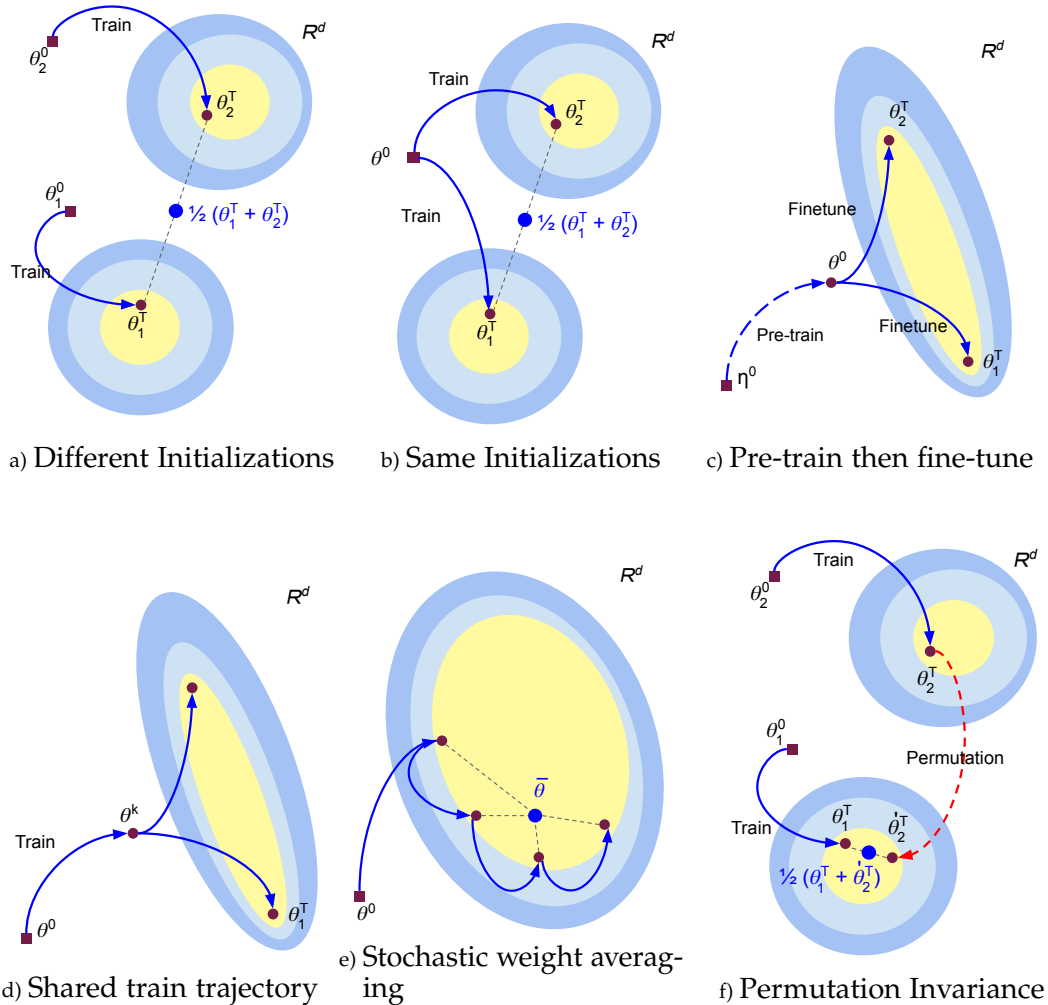 Train
R^d
θ_2^0
θ_2^T
θ_1^0
½ (θ_1^T + θ_2^T)
Train
θ_1^T
a) Different Initializations
R^d
Train
θ_2^T
θ^0
Train
½ (θ_1^T + θ_2^T)
θ_1^T
b) Same Initializations
R^d
θ_2^T
Finetune
θ^0
Pre-train
Finetune
θ_1^T
η^0
c) Pre-train then fine-tune
R^d
θ^k
Train
θ_1^T
θ^0
d) Shared train trajectory
R^d
θ̅
θ^0
e) Stochastic weight averag-
ing
Train
R^d
θ_2^0
θ_2^T
θ_1^0
Permutation
Train
θ_1^T
θ̇_2^T
½ (θ_1^T + θ̇_2^T)
f) Permutation Invariance